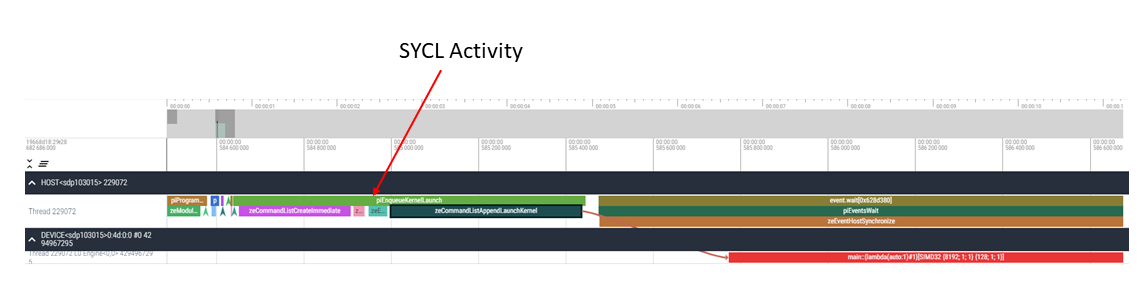 SYCL Activity
00:00:00 00:00:01 00:00:02 00:00:03 00:00:04 00:00:05 00:00:06 00:00:07 00:00:08 00:00:09 00:00:10 00:00:1
19668d18:29:28
682 686 000
00:00:00 00:00:00 00:00:00 00:00:00 00:00:00 00:00:00 00:00:00 00:00:00 00:00:00 00:00:00 00:00:00
584 600 000 584 800 000 585 000 000 585 200 000 585 400 000 585 800 000 586 000 000 586 200 000 586 400 000 586 600 000
HOST<sdp103015> 229072
piProgram... p piEnqueueKernelLaunch event.wait[0x628d380]
Thread 229072 zeModul... zeCommandListCreateImmediate z... zeE... zeCommandListAppendLaunchKernel piEventsWait
zeEventHostSynchronize
DEVICE<sdp103015>0:4d:0:0 #0 42
94967295
Thread 229072 L0 Engine<0,0> 429496729
5
main::{lambda(auto:1)#1}[SIMD32 {8192; 1; 1} {128; 1; 1}]